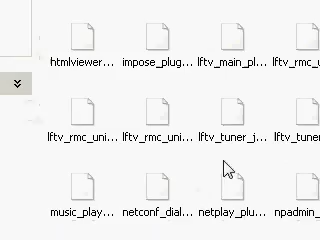 htmlviewer... impose_plug... lftv_main_pl... lftv_rmc_u
lftv_rmc_uni... lftv_rmc_uni... lftv_tuner_j... lftv_tuner
music_play... netconf_dial... netplay_plu... npadmin_